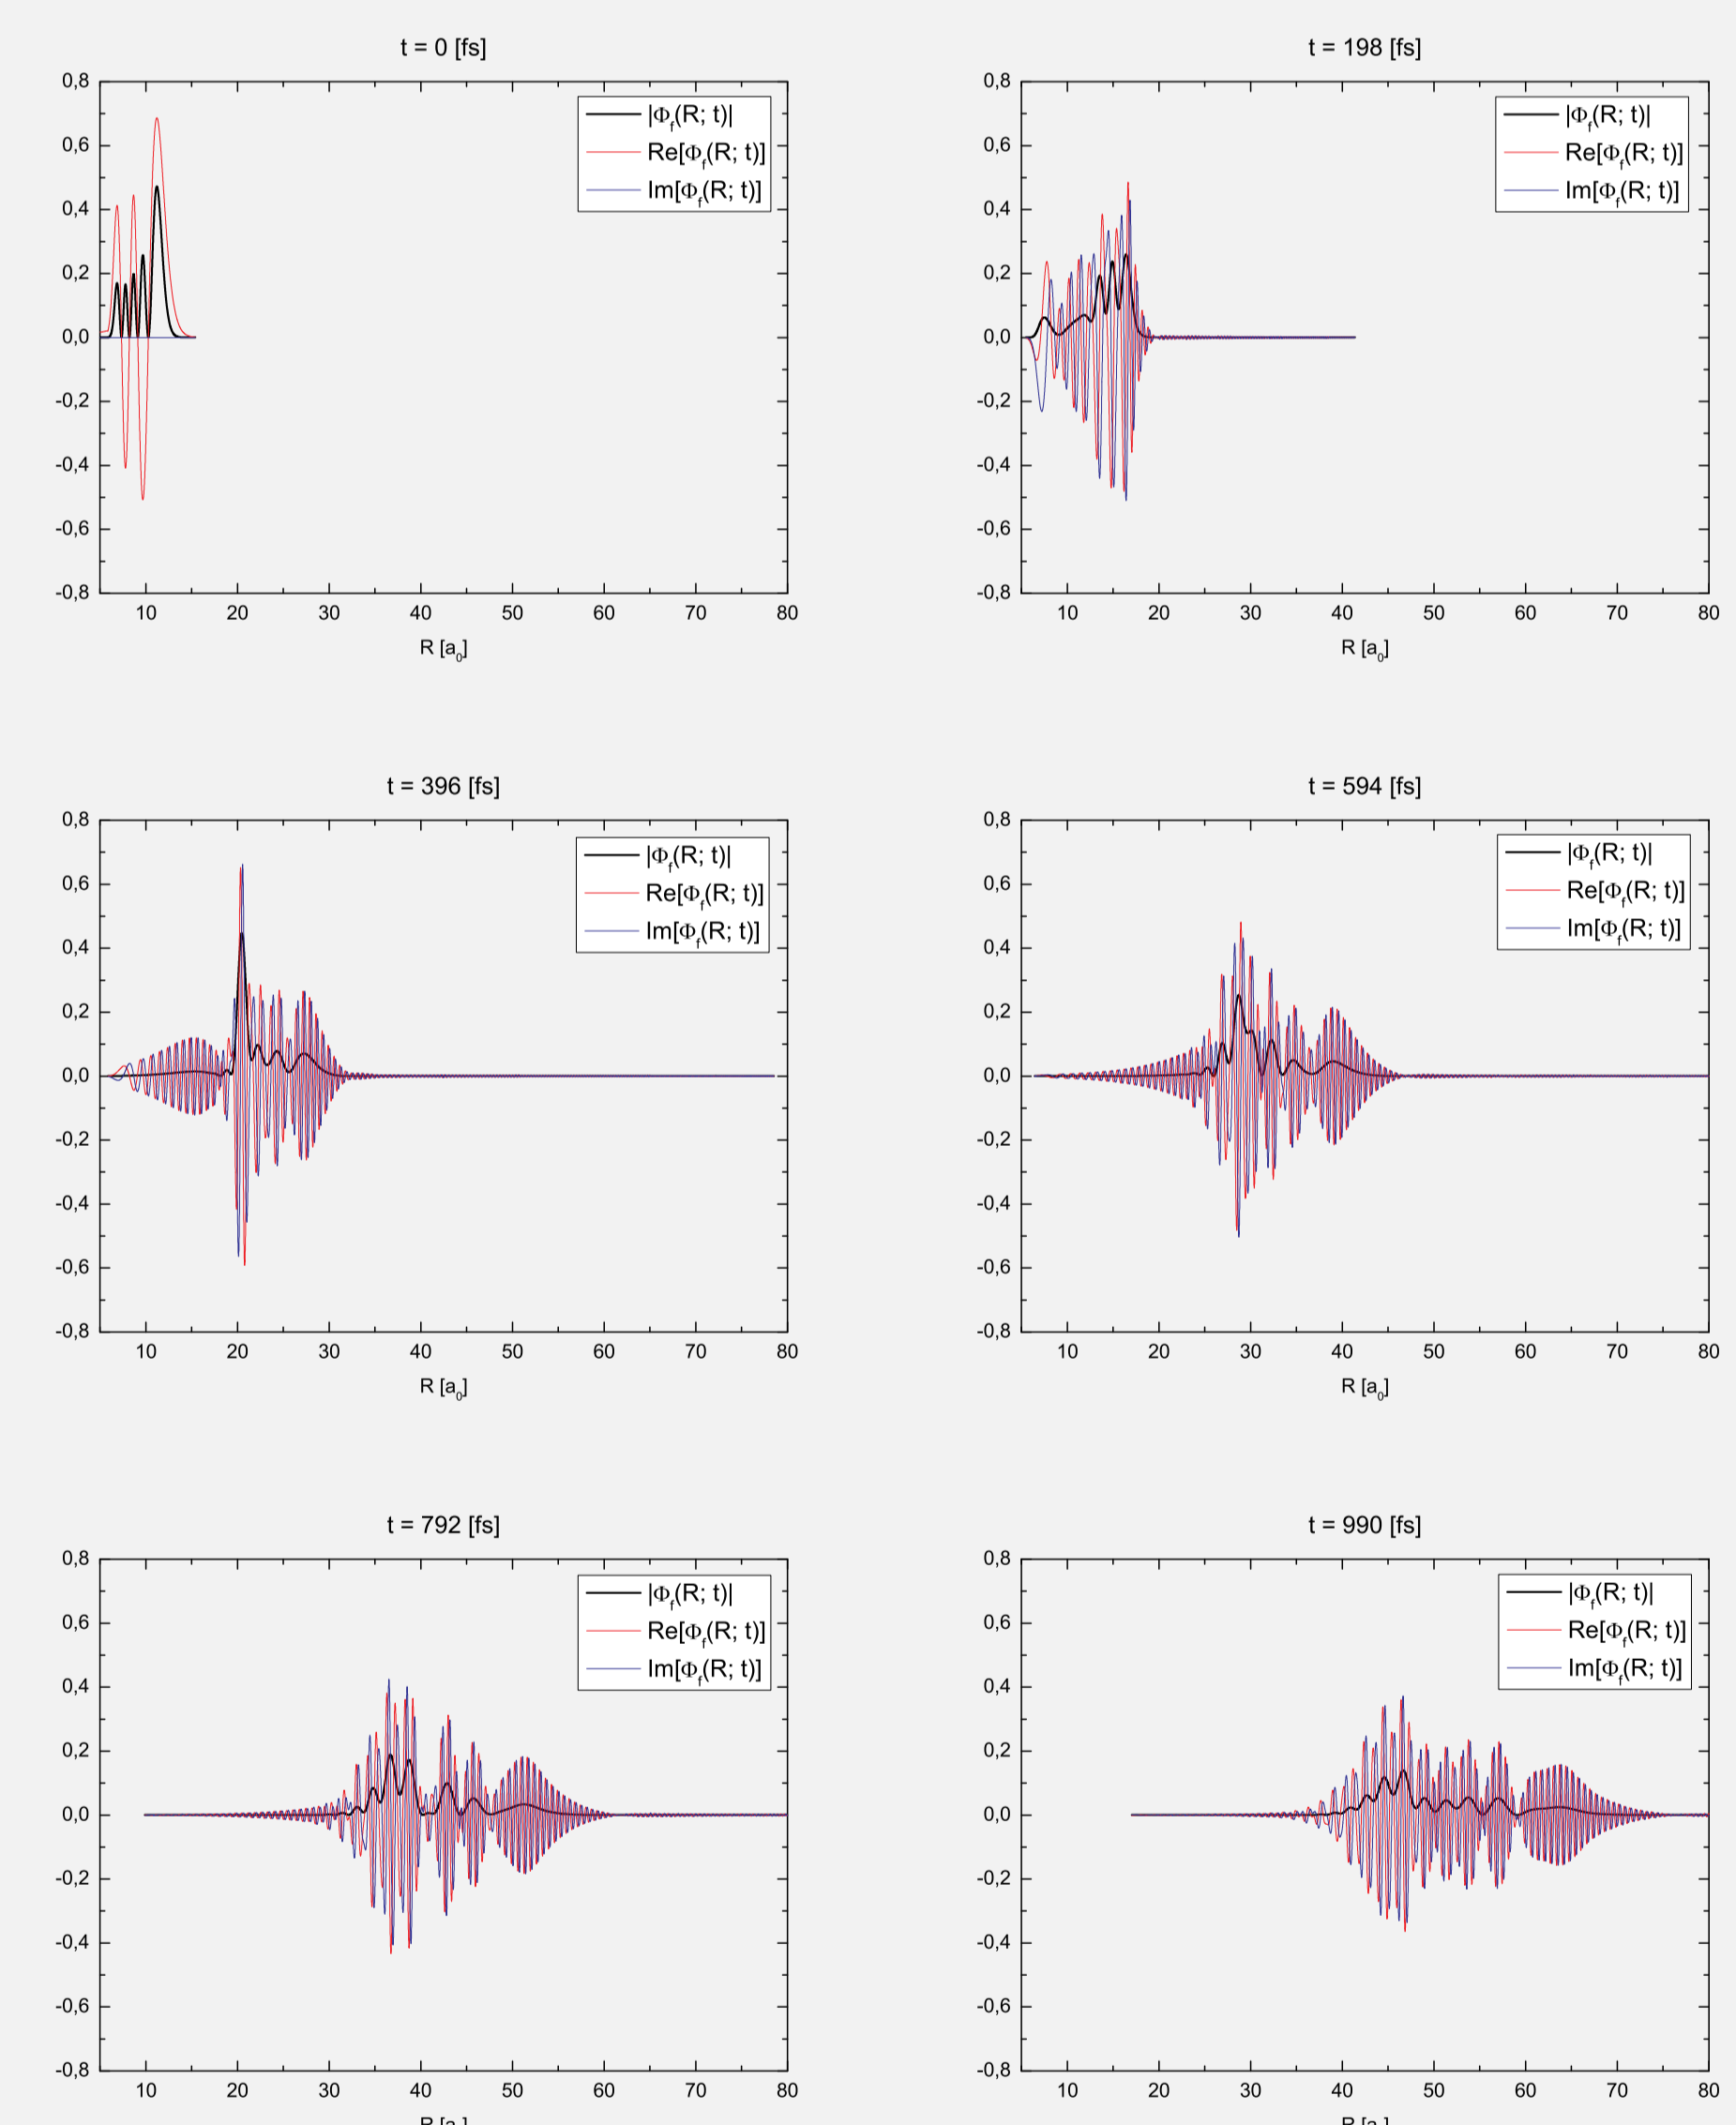 t = 0 [fs]
0,8
0,6
0,4
0,2
0,0
-0,2
-0,4
-0,6
-0,8
|Φf(R; t)|
Re[Φf(R; t)]
Im[Φf(R; t)]
10 20 30 40 50 60 70 80
R [a0]
t = 198 [fs]
0,8
0,6
0,4
0,2
0,0
-0,2
-0,4
-0,6
-0,8
|Φf(R; t)|
Re[Φf(R; t)]
Im[Φf(R; t)]
10 20 30 40 50 60 70 80
R [a0]
t = 396 [fs]
0,8
0,6
0,4
0,2
0,0
-0,2
-0,4
-0,6
-0,8
|Φf(R; t)|
Re[Φf(R; t)]
Im[Φf(R; t)]
10 20 30 40 50 60 70 80
R [a0]
t = 594 [fs]
0,8
0,6
0,4
0,2
0,0
-0,2
-0,4
-0,6
-0,8
|Φf(R; t)|
Re[Φf(R; t)]
Im[Φf(R; t)]
10 20 30 40 50 60 70 80
R [a0]
t = 792 [fs]
0,8
0,6
0,4
0,2
0,0
-0,2
-0,4
-0,6
-0,8
|Φf(R; t)|
Re[Φf(R; t)]
Im[Φf(R; t)]
10 20 30 40 50 60 70 80
t = 990 [fs]
0,8
0,6
0,4
0,2
0,0
-0,2
-0,4
-0,6
-0,8
|Φf(R; t)|
Re[Φf(R; t)]
Im[Φf(R; t)]
10 20 30 40 50 60 70 80